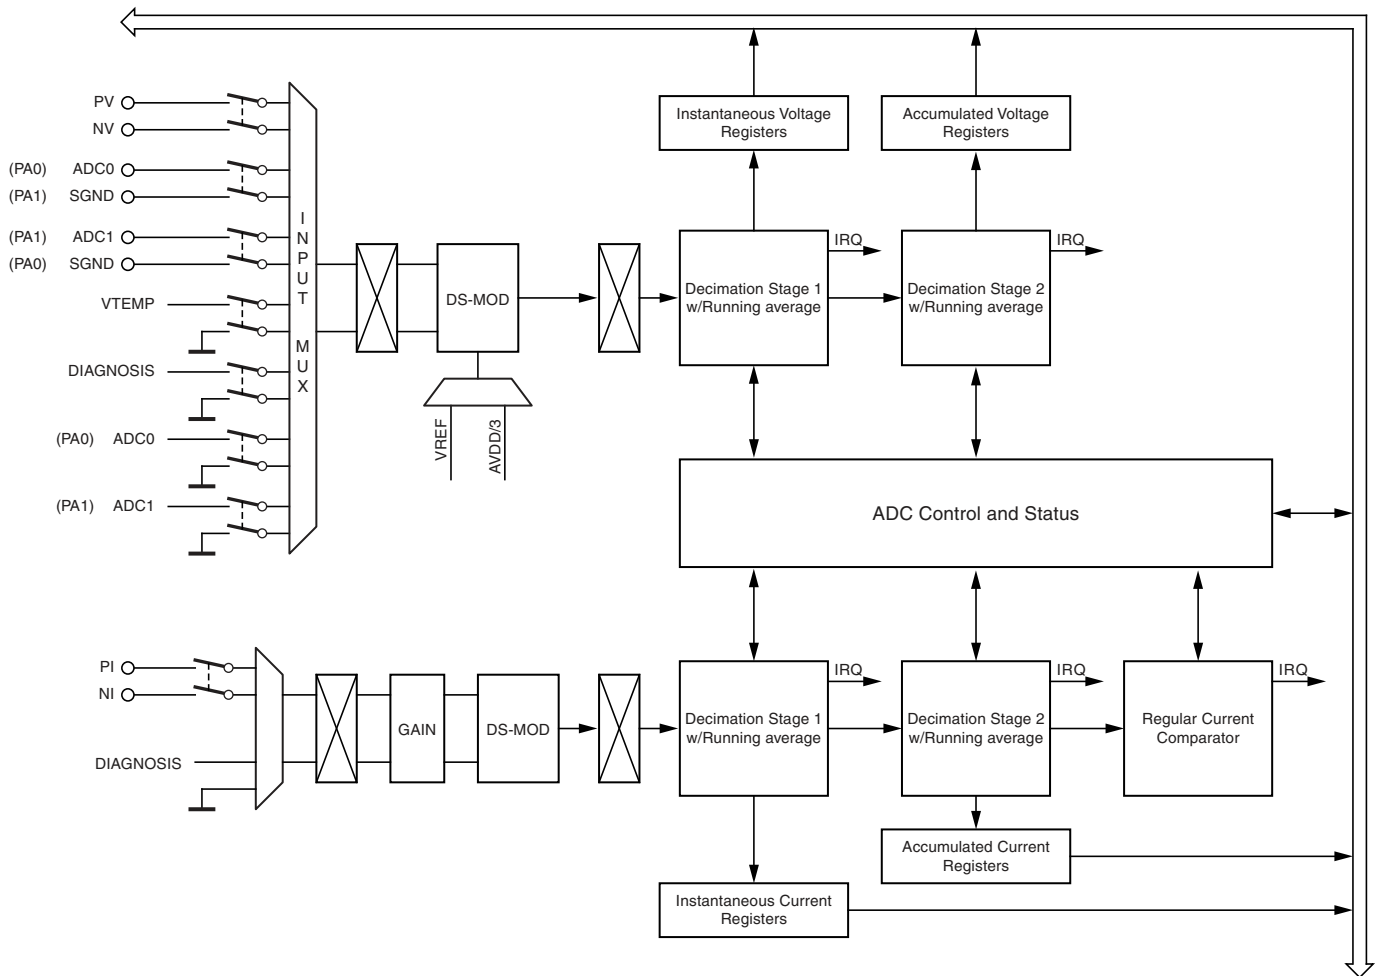 Instantaneous Voltage
Registers
Accumulated Voltage
Registers
PV
NV
(PA0) ADC0
(PA1) SGND
(PA1) ADC1
(PA0) SGND
VTEMP
DIAGNOSIS
(PA0) ADC0
(PA1) ADC1
INPUT MUX
DS-MOD
VREF
AVDD/3
Decimation Stage 1
w/Running average
IRQ
Decimation Stage 2
w/Running average
IRQ
ADC Control and Status
PI
NI
DIAGNOSIS
GAIN
DS-MOD
Decimation Stage 1
w/Running average
IRQ
Decimation Stage 2
w/Running average
IRQ
Regular Current
Comparator
IRQ
Accumulated Current
Registers
Instantaneous Current
Registers